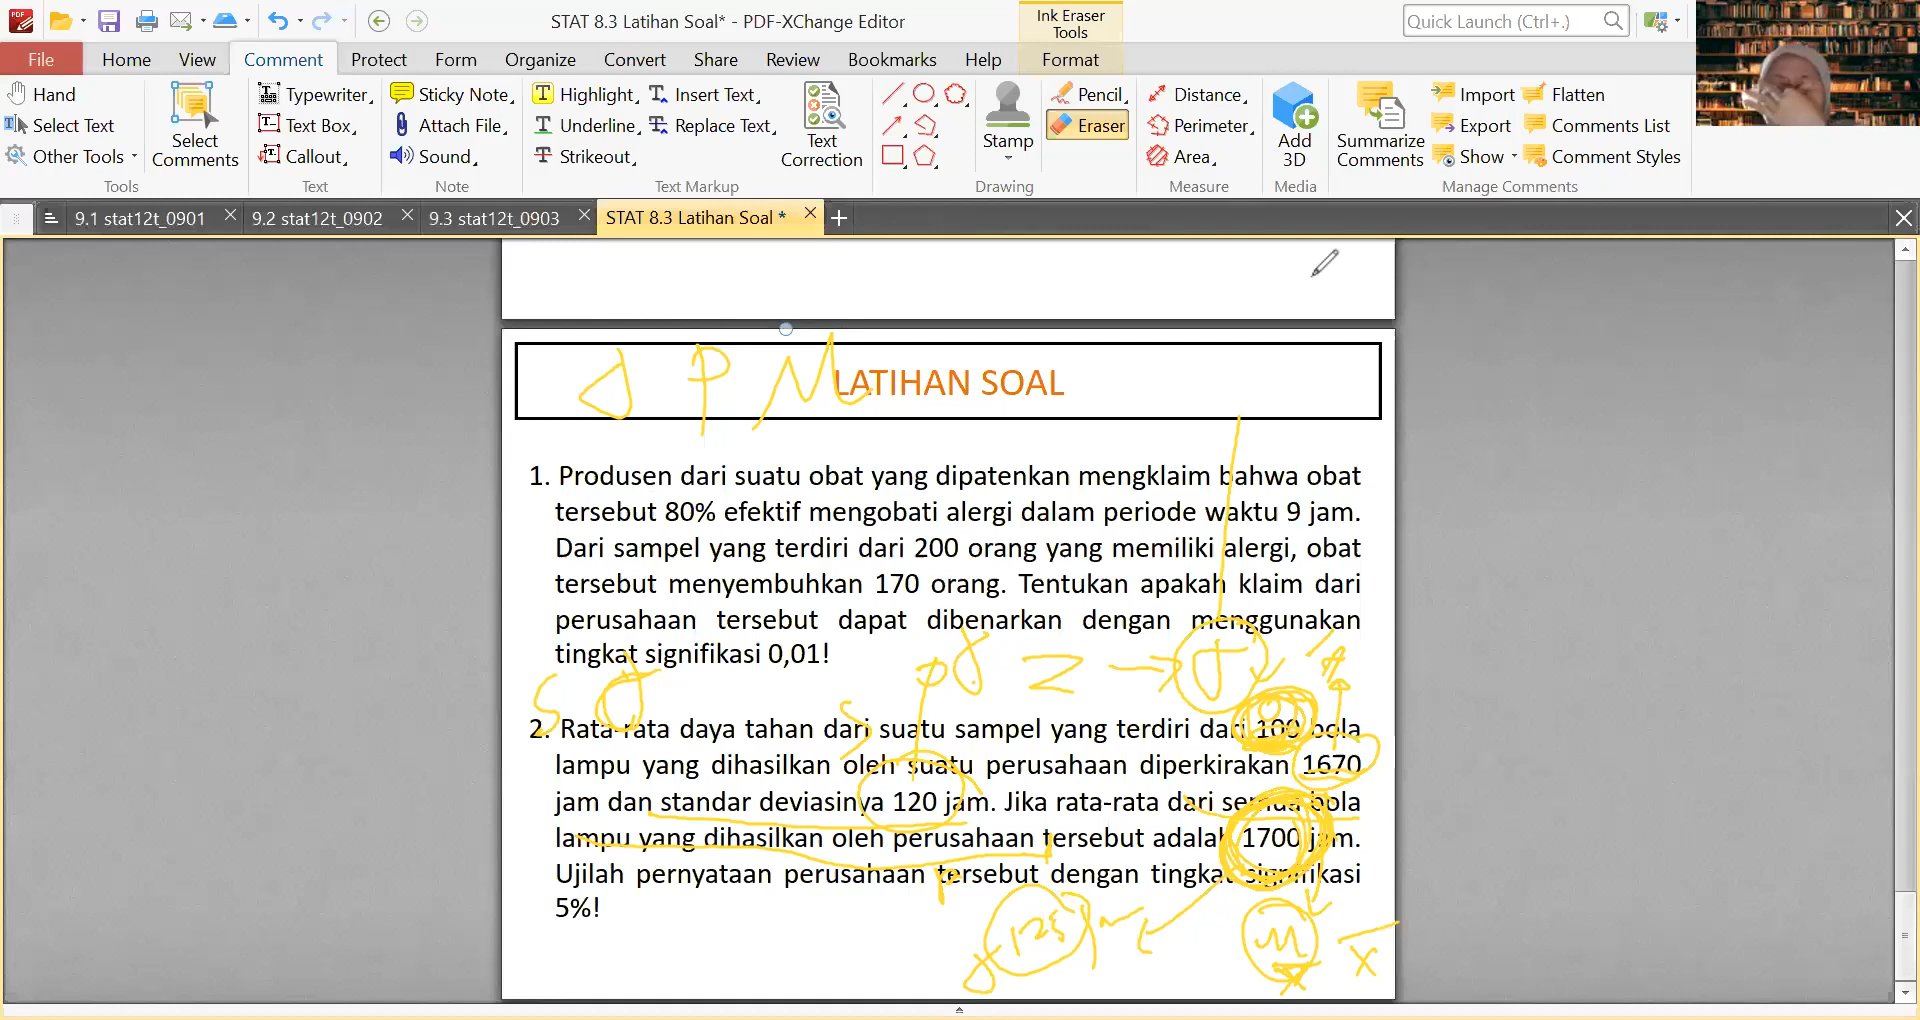 STAT 8.3 Latihan Soal* - PDF-XChange Editor
Ink Eraser Tools
Quick Launch (Ctrl+.)
File Home View Comment Protect Form Organize Convert Share Review Bookmarks Help Format
Hand
Select Text
Other Tools
Select Comments
Tools
Typewriter
Text Box
Callout
Text
Sticky Note
Attach File
Sound
Note
Highlight
Underline
Strikeout
Insert Text
Replace Text
Text Correction
Text Markup
Stamp
Pencil
Eraser
Drawing
Distance
Perimeter
Area
Measure
Add 3D
Media
Summarize Comments
Import
Export
Show
Flatten
Comments List
Comment Styles
Manage Comments
9.1 stat12t_0901 9.2 stat12t_0902 9.3 stat12t_0903 STAT 8.3 Latihan Soal *
P M
LATIHAN SOAL
1. Produsen dari suatu obat yang dipatenkan mengklaim bahwa obat
tersebut 80% efektif mengobati alergi dalam periode waktu 9 jam.
Dari sampel yang terdiri dari 200 orang yang memiliki alergi, obat
tersebut menyembuhkan 170 orang. Tentukan apakah klaim dari
perusahaan tersebut dapat dibenarkan dengan menggunakan
tingkat signifikasi 0,01!
S σ
Z
2. Rata-rata daya tahan dari suatu sampel yang terdiri dari 100 bola
lampu yang dihasilkan oleh suatu perusahaan diperkirakan 1670
jam dan standar deviasinya 120 jam. Jika rata-rata dari semua bola
lampu yang dihasilkan oleh perusahaan tersebut adalah 1700 jam.
Ujilah pernyataan perusahaan tersebut dengan tingkat signifikasi
5%!
125
x̄